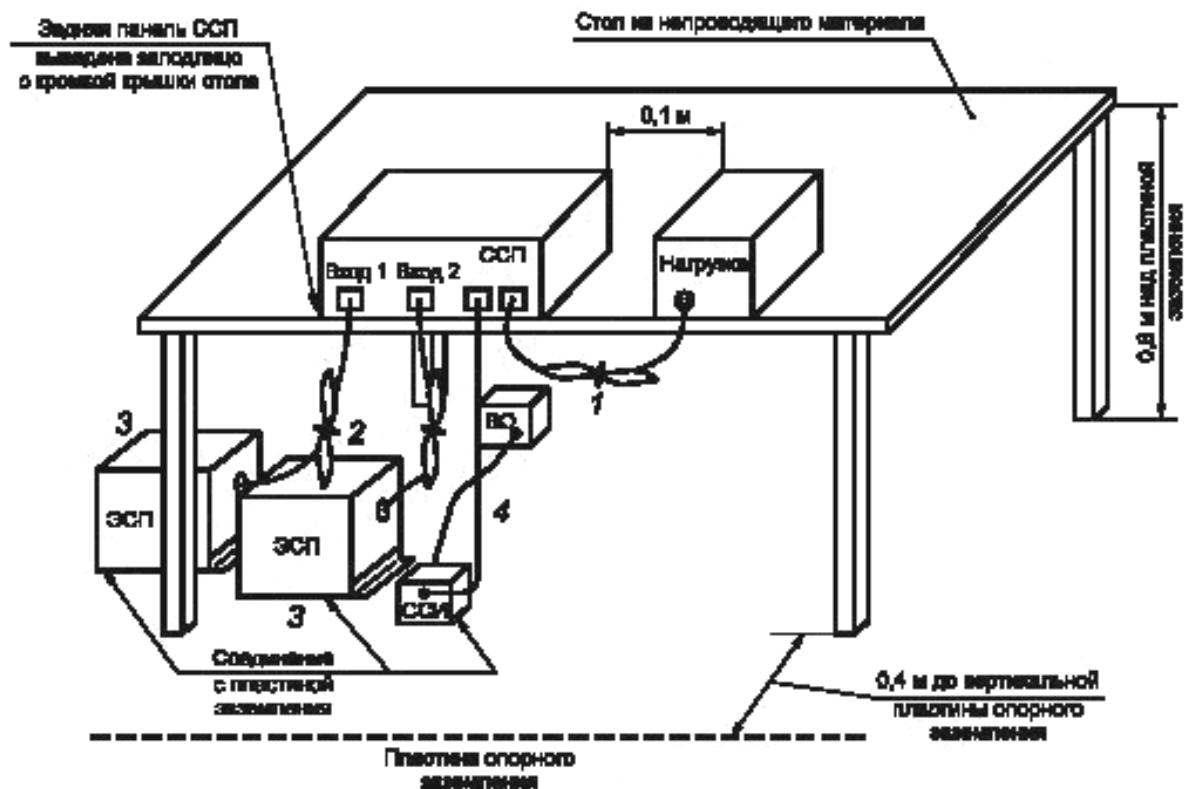 Задняя панель ССП
выведена заподлицо
с кромкой крышки стола
Стол из непроводящего материала
0,1 м
0,8 м над пластиной
заземления
ССП
Вход 1
Вход 2
Нагрузка
1
2
3
ЭСП
ЭСП
3
4
ССИ
Соединение
с пластиной
заземления
0,4 м до вертикальной
пластины опорного
заземления
Пластина опорного
заземления